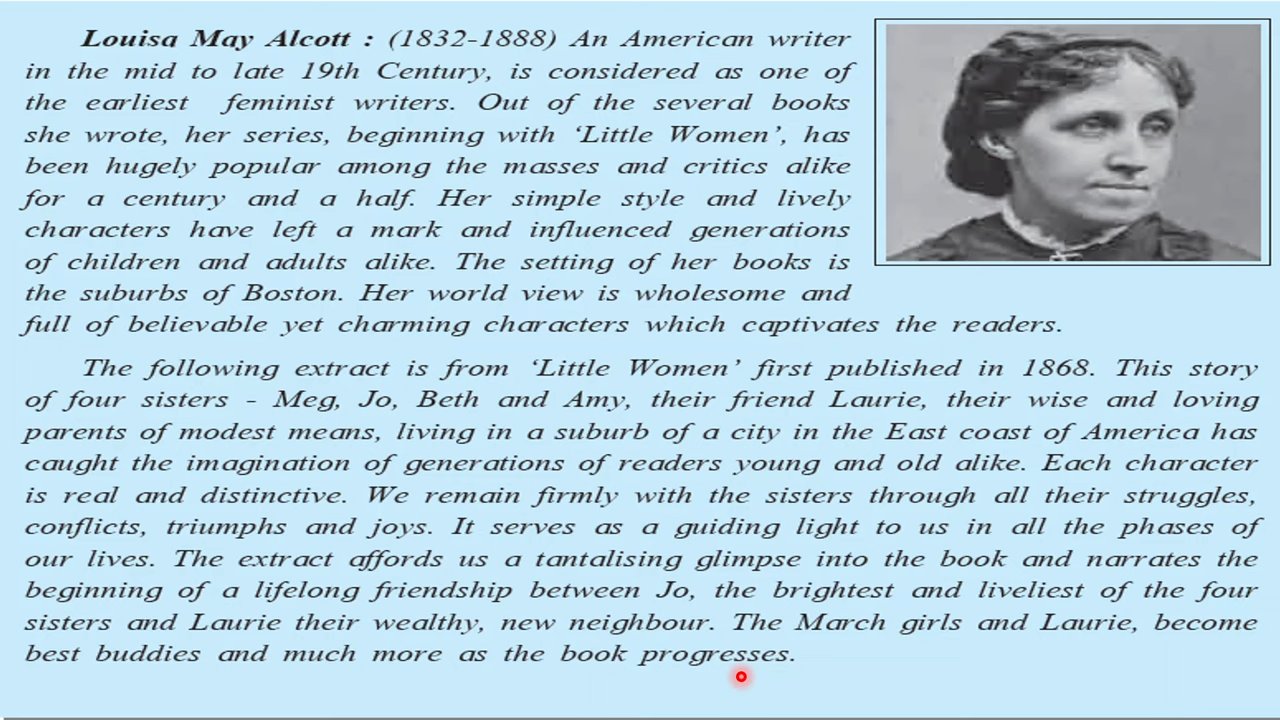 Louisa May Alcott : (1832-1888) An American writer
in the mid to late 19th Century, is considered as one of
the earliest feminist writers. Out of the several books
she wrote, her series, beginning with ‘Little Women’, has
been hugely popular among the masses and critics alike
for a century and a half. Her simple style and lively
characters have left a mark and influenced generations
of children and adults alike. The setting of her books is
the suburbs of Boston. Her world view is wholesome and
full of believable yet charming characters which captivates the readers.
The following extract is from ‘Little Women’ first published in 1868. This story
of four sisters - Meg, Jo, Beth and Amy, their friend Laurie, their wise and loving
parents of modest means, living in a suburb of a city in the East coast of America has
caught the imagination of generations of readers young and old alike. Each character
is real and distinctive. We remain firmly with the sisters through all their struggles,
conflicts, triumphs and joys. It serves as a guiding light to us in all the phases of
our lives. The extract affords us a tantalising glimpse into the book and narrates the
beginning of a lifelong friendship between Jo, the brightest and liveliest of the four
sisters and Laurie their wealthy, new neighbour. The March girls and Laurie, become
best buddies and much more as the book progresses.